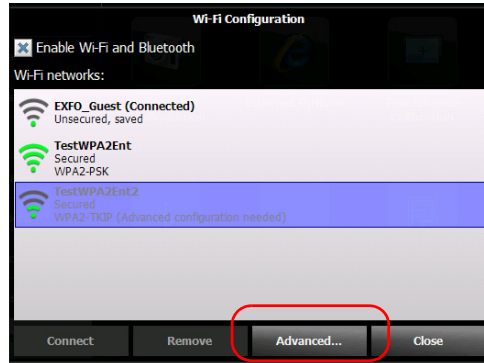 Wi-Fi Configuration
Enable Wi-Fi and Bluetooth
Wi-Fi networks:
EXFO_Guest (Connected)
Unsecured, saved
TestWPA2Ent
Secured
WPA2-PSK
TestWPA2Ent2
Secured
WPA2-TKIP (Advanced configuration needed)
Connect Remove Advanced... Close